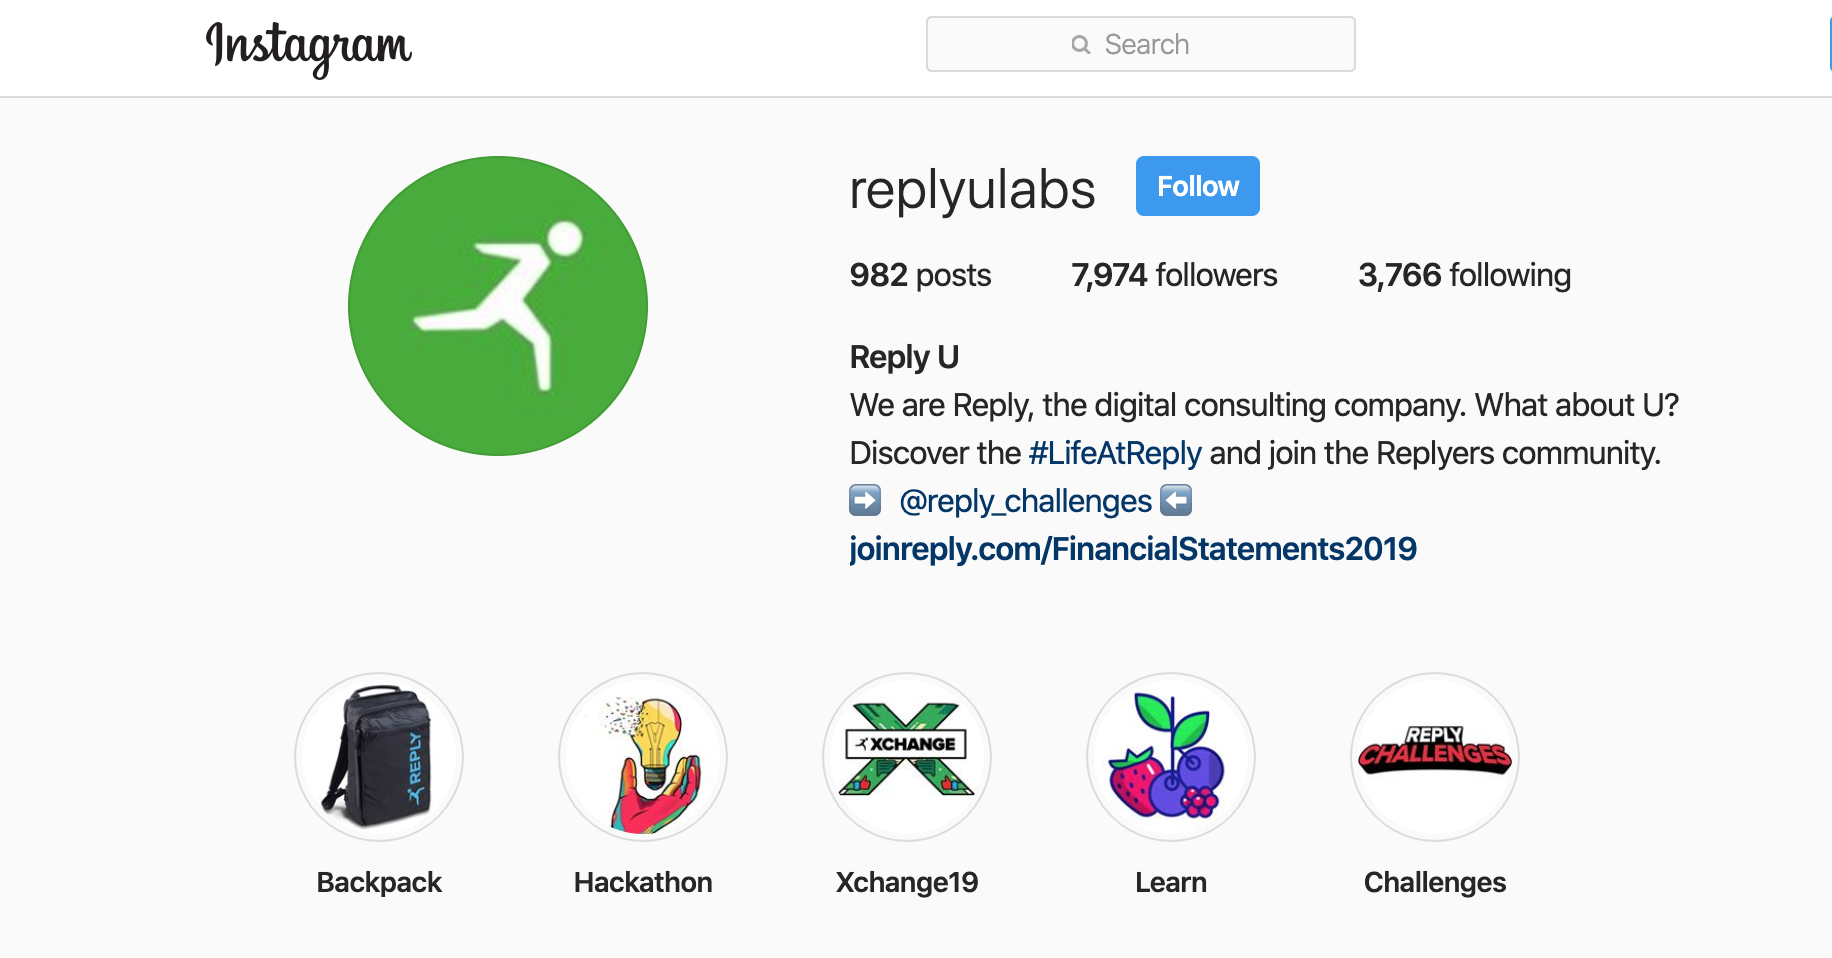 Instagram
Search
replyulabs
Follow
982 posts 7,974 followers 3,766 following
Reply U
We are Reply, the digital consulting company. What about U?
Discover the #LifeAtReply and join the Replyers community.
➡️ @reply_challenges ⬅️
joinreply.com/FinancialStatements2019
REPLY
XCHANGE
REPLY
CHALLENGES
Backpack
Hackathon
Xchange19
Learn
Challenges